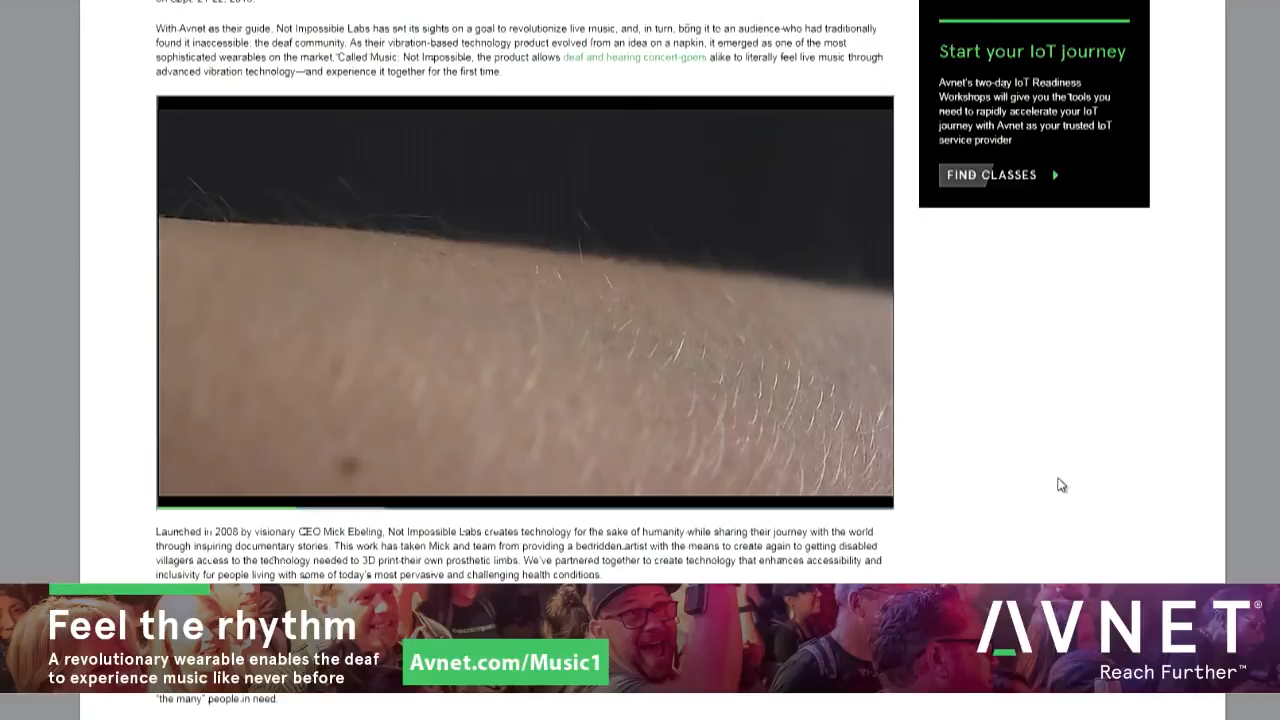 With Avnet as their guide, Not Impossible Labs has set its sights on a goal to revolutionize live music, and, in turn, bring it to an audience who had traditionally
found it inaccessible: the deaf community. As their vibration-based technology product evolved from an idea on a napkin, it emerged as one of the most
sophisticated wearables on the market. Called Music: Not Impossible, the product allows deaf and hearing concert-goers alike to literally feel live music through
advanced vibration technology—and experience it together for the first time.
Start your IoT journey
Avnet's two-day IoT Readiness
Workshops will give you the tools you
need to rapidly accelerate your IoT
journey with Avnet as your trusted IoT
service provider
FIND CLASSES
Launched in 2008 by visionary CEO Mick Ebeling, Not Impossible Labs creates technology for the sake of humanity while sharing their journey with the world
through inspiring documentary stories. This work has taken Mick and team from providing a bedridden artist with the means to create again to getting disabled
villagers access to the technology needed to 3D print their own prosthetic limbs. We've partnered together to create technology that enhances accessibility and
inclusivity for people living with some of today's most pervasive and challenging health conditions.
Feel the rhythm
A revolutionary wearable enables the deaf
to experience music like never before
Avnet.com/Music1
AVNET®
Reach Further™
"the many" people in need.